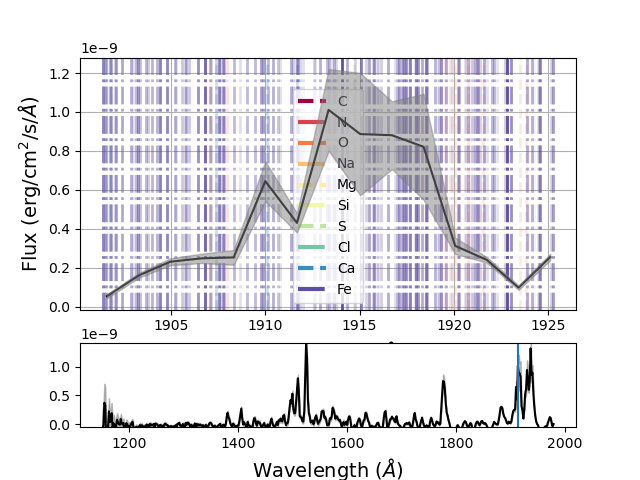 1e−9
1.2
1.0
0.8
0.6
0.4
0.2
0.0
Flux (erg/cm²/s/Å)
C
N
O
Na
Mg
Si
S
Cl
Ca
Fe
1905 1910 1915 1920 1925
1e−9
1.0
0.5
0.0
1200 1400 1600 1800 2000
Wavelength (Å)